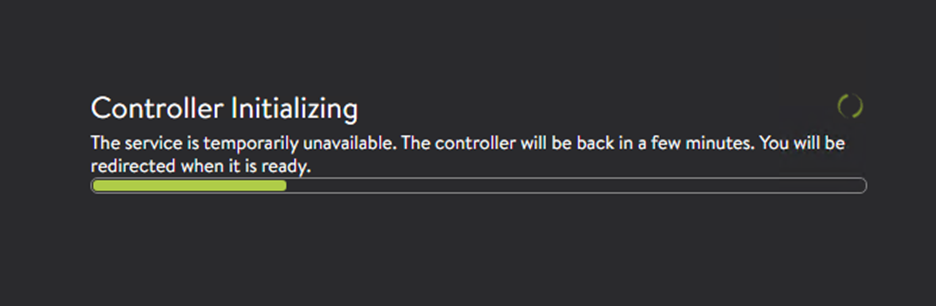 Controller Initializing
The service is temporarily unavailable. The controller will be back in a few minutes. You will be
redirected when it is ready.